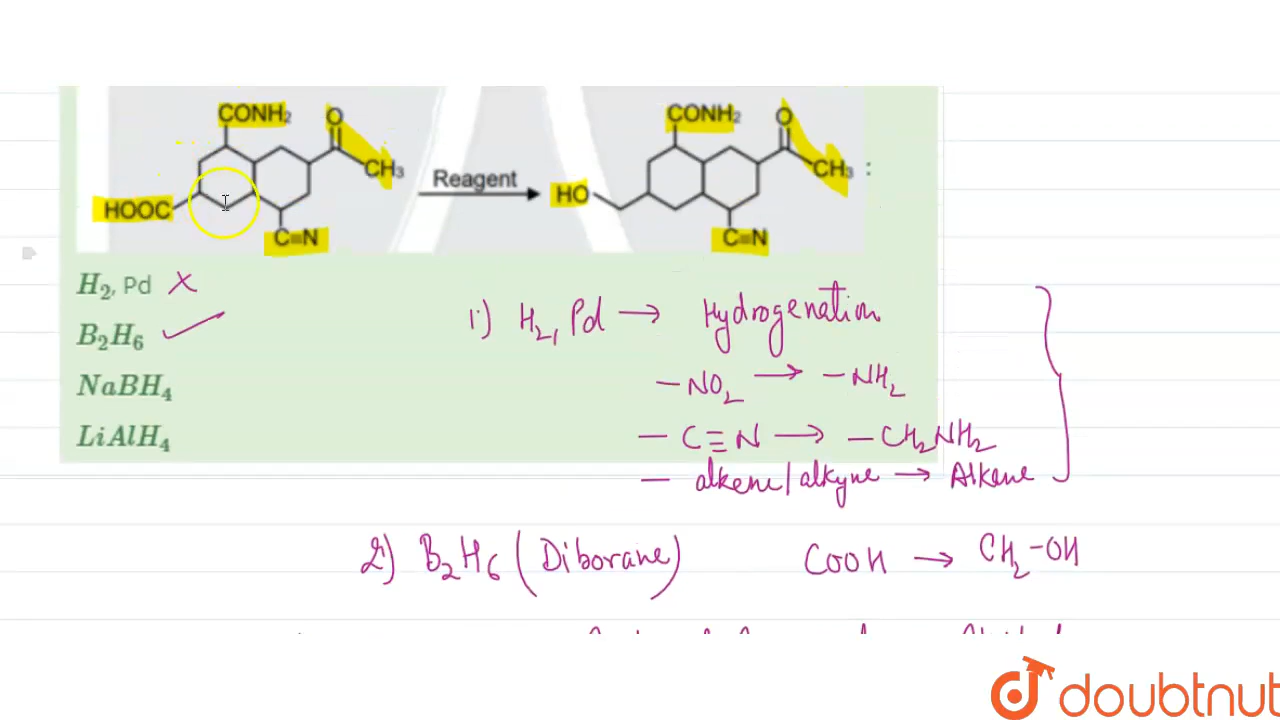 CONH₂ O CONH₂ O
CH₃ Reagent CH₃ :
HOOC HO
C≡N C≡N
H₂, Pd X
B₂H₆ ✓
NaBH₄
LiAlH₄
1.) H₂, Pd → Hydrogenation
— NO₂ → — NH₂
— C≡N → — CH₂NH₂
— alkene/alkyne → Alkane
2) B₂H₆ (Diborane) COOH → CH₂-OH
doubtnut